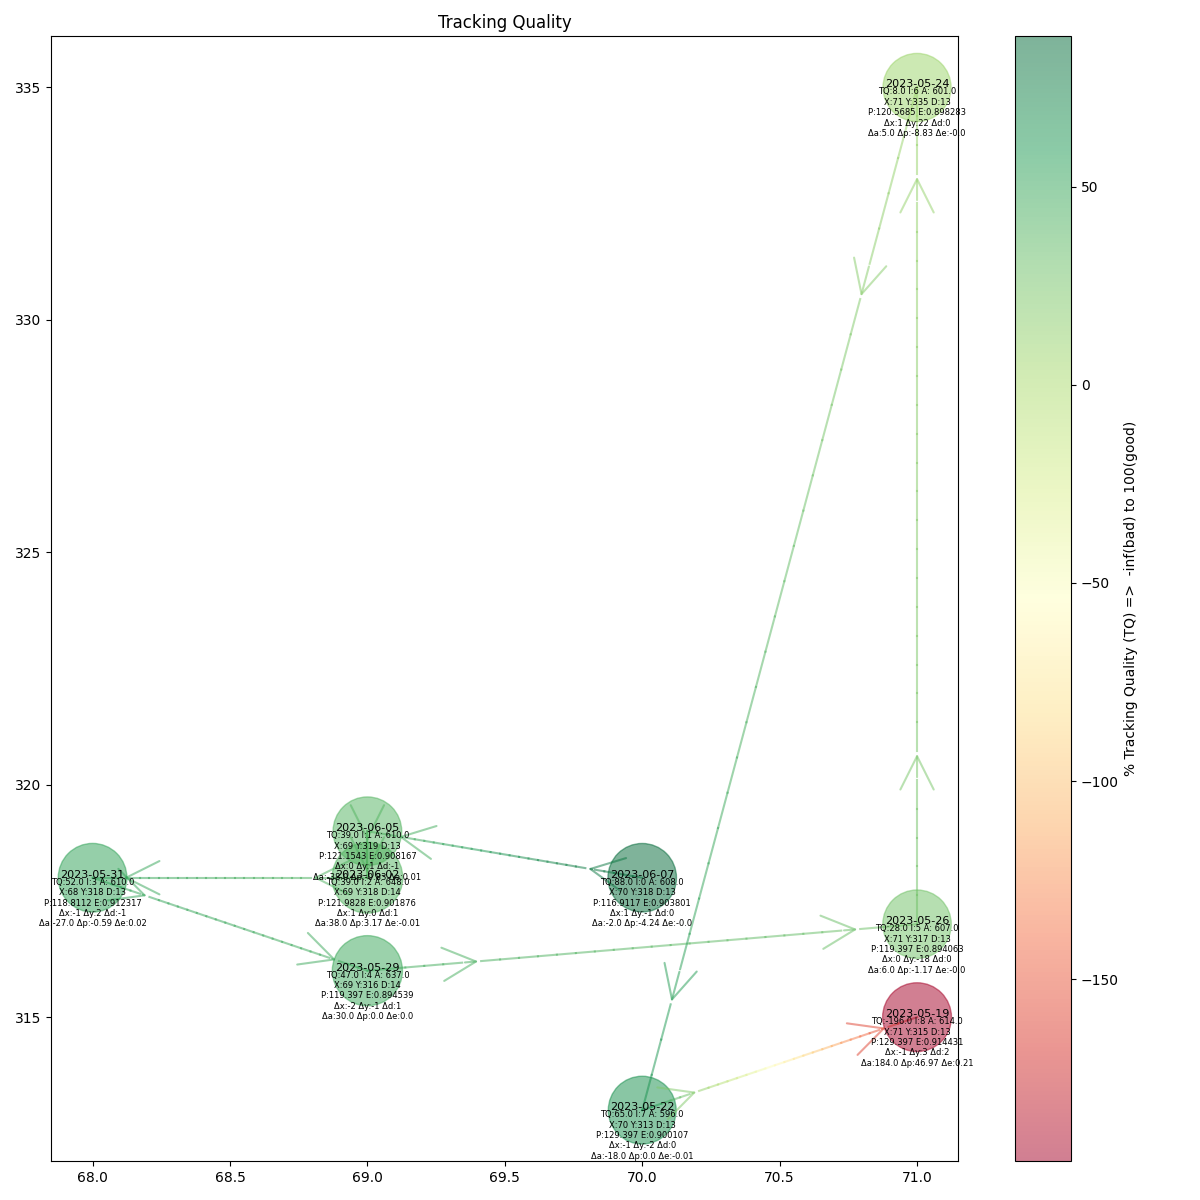 Tracking Quality
335
330
325
320
315
68.0
68.5
69.0
69.5
70.0
70.5
71.0
2023-05-24
TQ:8.0 I:6 A: 601.0
X:71 Y:335 D:13
P:120.5685 E:0.898283
Δx:1 Δy:22 Δd:0
Δa:5.0 Δp:-8.83 Δe:-0.0
2023-06-05
TQ:39.0 I:1 A: 610.0
X:69 Y:319 D:13
P:121.1543 E:0.908167
Δx:0 Δy:1 Δd:-1
2023-06-02
TQ:39.0 I:2 A: 648.0
X:69 Y:318 D:14
P:121.9828 E:0.901876
Δx:1 Δy:0 Δd:1
Δa:38.0 Δp:3.17 Δe:-0.01
2023-05-31
TQ:52.0 I:3 A: 610.0
X:68 Y:318 D:13
P:118.8112 E:0.912317
Δx:-1 Δy:2 Δd:-1
Δa:-27.0 Δp:-0.59 Δe:0.02
2023-06-07
TQ:88.0 I:0 A: 608.0
X:70 Y:318 D:13
P:116.9117 E:0.903801
Δx:1 Δy:-1 Δd:0
Δa:-2.0 Δp:-4.24 Δe:-0.0
2023-05-26
TQ:28.0 I:5 A: 607.0
X:71 Y:317 D:13
P:119.397 E:0.894063
Δx:0 Δy:-18 Δd:0
Δa:6.0 Δp:-1.17 Δe:-0.0
2023-05-29
TQ:47.0 I:4 A: 637.0
X:69 Y:316 D:14
P:119.397 E:0.894539
Δx:-2 Δy:-1 Δd:1
Δa:30.0 Δp:0.0 Δe:0.0
2023-05-19
TQ:-196.0 I:8 A: 614.0
X:71 Y:315 D:13
P:129.397 E:0.914431
Δx:-1 Δy:3 Δd:2
Δa:184.0 Δp:46.97 Δe:0.21
2023-05-22
TQ:65.0 I:7 A: 596.0
X:70 Y:313 D:13
P:129.397 E:0.900107
Δx:-1 Δy:-2 Δd:0
Δa:-18.0 Δp:0.0 Δe:-0.01
50
0
−50
−100
−150
% Tracking Quality (TQ) => -inf(bad) to 100(good)